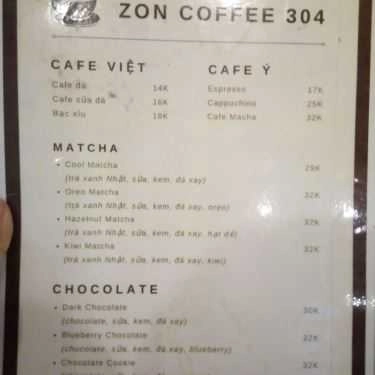 ZON COFFEE 304
CAFE VIỆT
Cafe đá 14K
Cafe sữa đá 16K
Bạc xỉu 18K
CAFE Ý
Espresso 17K
Cappuchino 25K
Cafe Macha 32K
MATCHA
• Cool Matcha 29K
(trà xanh Nhật, sữa, kem, đá xay)
• Oreo Matcha 32K
(trà xanh Nhật, sữa, kem, đá xay, oreo)
• Hazelnut Matcha 32K
(trà xanh Nhật, sữa, kem, đá xay, hạt dẻ)
• Kiwi Matcha 32K
(trà xanh Nhật, sữa, kem, đá xay, kiwi)
CHOCOLATE
• Dark Chocolate 30K
(chocolate, sữa, kem, đá xay)
• Blueberry Chocolate 32K
(chocolate, sữa, kem, đá xay, blueberry)
• Chocolate Cookie 32K